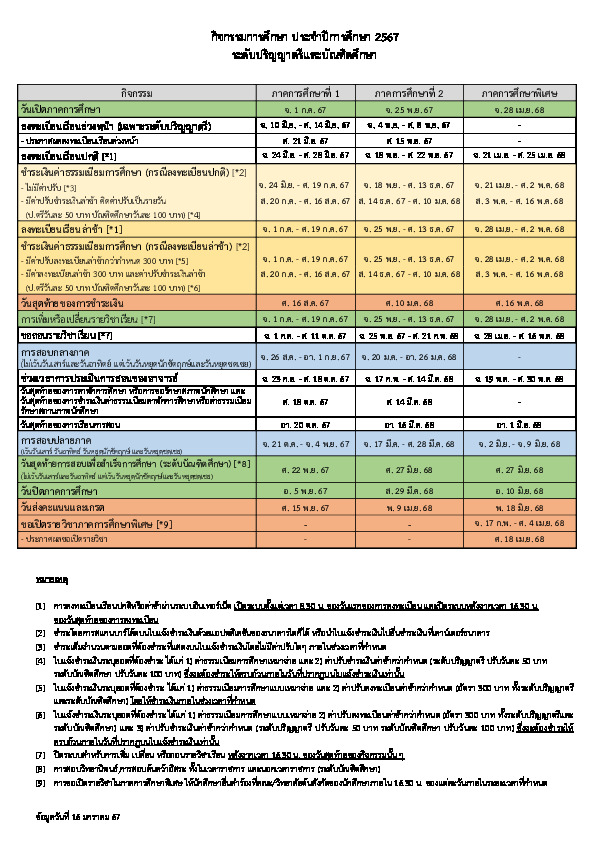 กิจกรรมการศึกษา ประจำปีการศึกษา 2567
ระดับปริญญาตรีและบัณฑิตศึกษา
กิจกรรม ภาคการศึกษาที่ 1 ภาคการศึกษาที่ 2 ภาคการศึกษาพิเศษ
วันเปิดภาคการศึกษา จ. 1 ก.ค. 67 จ. 25 พ.ย. 67 จ. 28 เม.ย. 68
ลงทะเบียนเรียนล่วงหน้า (เฉพาะระดับปริญญาตรี) จ. 10 มิ.ย. - ศ. 14 มิ.ย. 67 จ. 4 พ.ย. - ศ. 8 พ.ย. 67 -
- ประกาศผลลงทะเบียนเรียนล่วงหน้า ศ. 21 มิ.ย. 67 ศ. 15 พ.ย. 67 -
ลงทะเบียนเรียนปกติ [*1] จ. 24 มิ.ย. - ศ. 28 มิ.ย. 67 จ. 18 พ.ย. - ศ. 22 พ.ย. 67 จ. 21 เม.ย. - ศ. 25 เม.ย. 68
ชำระเงินค่าธรรมเนียมการศึกษา (กรณีลงทะเบียนปกติ) [*2]
- ไม่มีค่าปรับ [*3] จ. 24 มิ.ย. - ศ. 19 ก.ค. 67 จ. 18 พ.ย. - ศ. 13 ธ.ค. 67 จ. 21 เม.ย. - ศ. 2 พ.ค. 68
- มีค่าปรับชำระเงินล่าช้า คิดค่าปรับเป็นรายวัน ส. 20 ก.ค. - ศ. 16 ส.ค. 67 ส. 14 ธ.ค. 67 - ศ. 10 ม.ค. 68 ส. 3 พ.ค. - ศ. 16 พ.ค. 68
(ป.ตรีวันละ 50 บาท บัณฑิตศึกษาวันละ 100 บาท) [*4]
ลงทะเบียนเรียนล่าช้า [*1] จ. 1 ก.ค. - ศ. 19 ก.ค. 67 จ. 25 พ.ย. - ศ. 13 ธ.ค. 67 จ. 28 เม.ย. - ศ. 2 พ.ค. 68
ชำระเงินค่าธรรมเนียมการศึกษา (กรณีลงทะเบียนล่าช้า) [*2]
- มีค่าปรับลงทะเบียนล่าช้ากว่ากำหนด 300 บาท [*5] จ. 1 ก.ค. - ศ. 19 ก.ค. 67 จ. 25 พ.ย. - ศ. 13 ธ.ค. 67 จ. 28 เม.ย. - ศ. 2 พ.ค. 68
- มีค่าลงทะเบียนล่าช้า 300 บาท และค่าปรับชำระเงินล่าช้า ส. 20 ก.ค. - ศ. 16 ส.ค. 67 ส. 14 ธ.ค. 67 - ศ. 10 ม.ค. 68 ส. 3 พ.ค. - ศ. 16 พ.ค. 68
(ป.ตรีวันละ 50 บาท บัณฑิตศึกษาวันละ 100 บาท) [*6]
วันสุดท้ายของการชำระเงิน ศ. 16 ส.ค. 67 ศ. 10 ม.ค. 68 ศ. 16 พ.ค. 68
การเพิ่มหรือเปลี่ยนรายวิชาเรียน [*7] จ. 1 ก.ค. - ศ. 19 ก.ค. 67 จ. 25 พ.ย. - ศ. 13 ธ.ค. 67 จ. 28 เม.ย. - ศ. 2 พ.ค. 68
ขอถอนรายวิชาเรียน [*7] จ. 1 ก.ค. - ศ. 11 ต.ค. 67 จ. 25 พ.ย. 67 - ศ. 21 ก.พ. 68 จ. 28 เม.ย. - ศ. 16 พ.ค. 68
การสอบกลางภาค จ. 26 ส.ค. - อา. 1 ก.ย. 67 จ. 20 ม.ค. - อา. 26 ม.ค. 68 -
(ไม่เว้นวันเสาร์และวันอาทิตย์ แต่เว้นวันหยุดนักขัตฤกษ์และวันหยุดชดเชย)
ช่วงเวลาการประเมินการสอนของอาจารย์ จ. 23 ก.ย. - ศ. 18 ต.ค. 67 จ. 17 ก.พ. - ศ. 14 มี.ค. 68 จ. 19 พ.ค. - ศ. 30 พ.ค. 68
วันสุดท้ายของการลาพักการศึกษา หรือการขอรักษาสภาพนักศึกษา และ
วันสุดท้ายของการชำระเงินค่าธรรมเนียมลาพักการศึกษาหรือค่าธรรมเนียม ศ. 18 ต.ค. 67 ศ. 14 มี.ค. 68 -
รักษาสถานภาพนักศึกษา
วันสุดท้ายของการเรียนการสอน อา. 20 ต.ค. 67 อา. 16 มี.ค. 68 อา. 1 มิ.ย. 68
การสอบปลายภาค จ. 21 ต.ค. - จ. 4 พ.ย. 67 จ. 17 มี.ค. - ศ. 28 มี.ค. 68 จ. 2 มิ.ย. - จ. 9 มิ.ย. 68
(เว้นวันเสาร์ วันอาทิตย์ วันหยุดนักขัตฤกษ์ และวันหยุดชดเชย)
วันสุดท้ายการสอบเพื่อสำเร็จการศึกษา (ระดับบัณฑิตศึกษา) [*8] ศ. 22 พ.ย. 67 ศ. 27 มิ.ย. 68 ศ. 27 มิ.ย. 68
(ไม่เว้นวันเสาร์และวันอาทิตย์ แต่เว้นวันหยุดนักขัตฤกษ์และวันหยุดชดเชย)
วันปิดภาคการศึกษา อ. 5 พ.ย. 67 ส. 29 มี.ค. 68 อ. 10 มิ.ย. 68
วันส่งคะแนนและเกรด ศ. 15 พ.ย. 67 พ. 9 เม.ย. 68 พ. 18 มิ.ย. 68
ขอเปิดรายวิชาภาคการศึกษาพิเศษ [*9] - - จ. 17 ก.พ. - ศ. 4 เม.ย. 68
- ประกาศผลขอเปิดรายวิชา - - ศ. 18 เม.ย. 68
หมายเหตุ
[1] การลงทะเบียนเรียนปกติหรือล่าช้าผ่านระบบอินเทอร์เน็ต เปิดระบบตั้งแต่เวลา 8.30 น. ของวันแรกของการลงทะเบียน และปิดระบบหลังจากเวลา 16.30 น.
ของวันสุดท้ายของการลงทะเบียน
[2] ชำระโดยการสแกนบาร์โค้ดบนใบแจ้งชำระเงินด้วยแอปพลิเคชันของธนาคารใดก็ได้ หรือนำใบแจ้งชำระเงินไปยื่นชำระเงินที่เคาน์เตอร์ธนาคาร
[3] ชำระเต็มจำนวนตามยอดที่ต้องชำระที่แสดงบนใบแจ้งชำระเงินโดยไม่มีค่าปรับใดๆ ภายในช่วงเวลาที่กำหนด
[4] ใบแจ้งชำระเงินระบุยอดที่ต้องชำระ ได้แก่ 1) ค่าธรรมเนียมการศึกษาเหมาจ่าย และ 2) ค่าปรับชำระเงินล่าช้ากว่ากำหนด (ระดับปริญญาตรี ปรับวันละ 50 บาท
ระดับบัณฑิตศึกษา ปรับวันละ 100 บาท) ซึ่งจะต้องชำระให้ครบถ้วนภายในวันที่ปรากฏบนใบแจ้งชำระเงินเท่านั้น
[5] ใบแจ้งชำระเงินระบุยอดที่ต้องชำระ ได้แก่ 1) ค่าธรรมเนียมการศึกษาแบบเหมาจ่าย และ 2) ค่าปรับลงทะเบียนล่าช้ากว่ากำหนด (อัตรา 300 บาท ทั้งระดับปริญญาตรี
และระดับบัณฑิตศึกษา) โดยให้ชำระเงินภายในช่วงเวลาที่กำหนด
[6] ใบแจ้งชำระเงินระบุยอดที่ต้องชำระ ได้แก่ 1) ค่าธรรมเนียมการศึกษาแบบเหมาจ่าย 2) ค่าปรับลงทะเบียนล่าช้ากว่ากำหนด (อัตรา 300 บาท ทั้งระดับปริญญาตรีและ
ระดับบัณฑิตศึกษา) และ 3) ค่าปรับชำระเงินล่าช้ากว่ากำหนด (ระดับปริญญาตรี ปรับวันละ 50 บาท ระดับบัณฑิตศึกษา ปรับวันละ 100 บาท) ซึ่งจะต้องชำระให้
ครบถ้วนภายในวันที่ปรากฏบนใบแจ้งชำระเงินเท่านั้น
[7] ปิดระบบสำหรับการเพิ่ม เปลี่ยน หรือถอนรายวิชาเรียน หลังจากเวลา 16.30 น. ของวันสุดท้ายของกิจกรรมนั้น ๆ
[8] การสอบวิทยานิพนธ์ การสอบค้นคว้าอิสระ ทั้งในเวลาราชการ และนอกเวลาราชการ (ระดับบัณฑิตศึกษา)
[9] การขอเปิดรายวิชาในภาคการศึกษาพิเศษ ให้นักศึกษายื่นคำร้องที่คณะ/วิทยาลัยต้นสังกัดของนักศึกษาภายใน 16.30 น. ของแต่ละวันภายในระยะเวลาที่กำหนด
ข้อมูลวันที่ 16 มกราคม 67